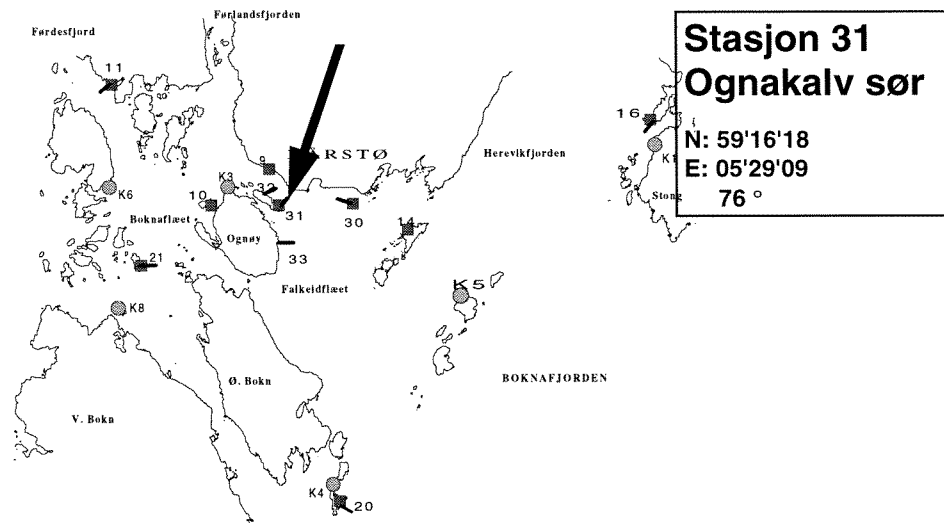 Førlandsfjorden
Førdesfjord
Stasjon 31
Ognakalv sør
11
16
N: 59'16'18
E: 05'29'09
76 °
9
RSTØ
Herevikfjorden
K3
32
K6
10
31
30
14
Stong
Boknaflæet
Ognøy
21
33
Falkeidflæet
K5
K8
Ø. Bokn
BOKNAFJORDEN
V. Bokn
K4
20